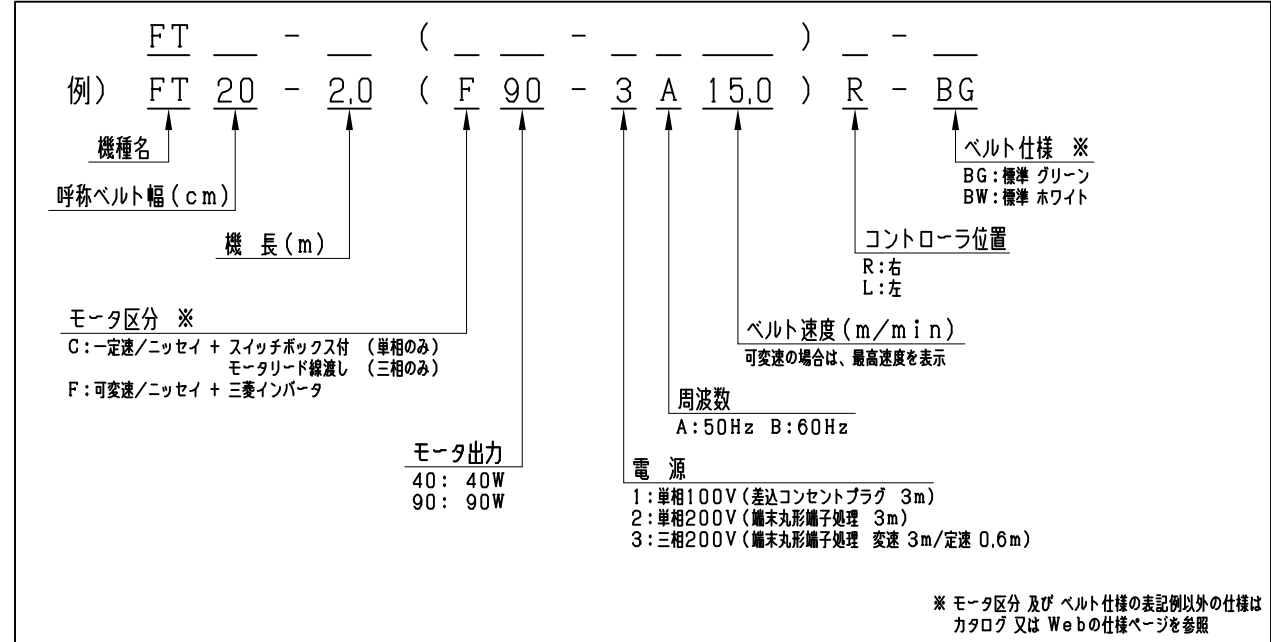 FT __ - __ ( _ __ - _ _ ___ ) _ - __
例) FT 20 - 2.0 ( F 90 - 3 A 15.0 ) R - BG
機種名
ベルト仕様 ※
BG:標準 グリーン
BW:標準 ホワイト
呼称ベルト幅(cm)
機 長(m)
コントローラ位置
R:右
L:左
モータ区分 ※
C:一定速/ニッセイ + スイッチボックス付 (単相のみ)
モータリード線渡し (三相のみ)
F:可変速/ニッセイ + 三菱インバータ
ベルト速度(m/min)
可変速の場合は、最高速度を表示
周波数
A:50Hz B:60Hz
モータ出力
40: 40W
90: 90W
電 源
1:単相100V(差込コンセントプラグ 3m)
2:単相200V(端末丸形端子処理 3m)
3:三相200V(端末丸形端子処理 変速 3m/定速 0.6m)
※ モータ区分 及び ベルト仕様の表記例以外の仕様は
カタログ 又は Webの仕様ページを参照